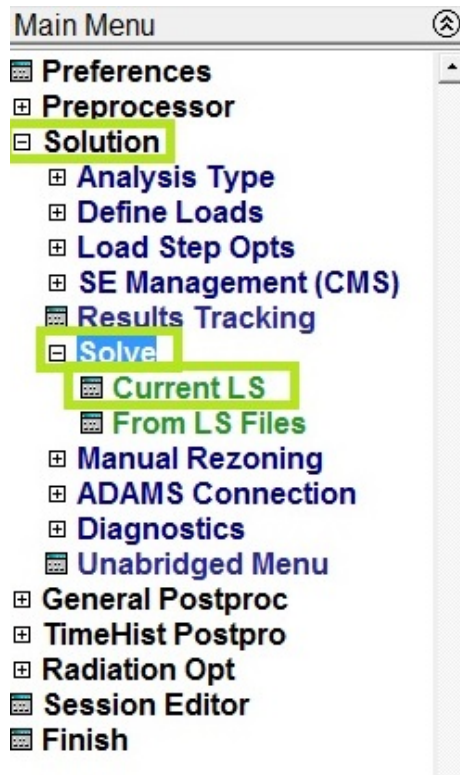 Main Menu
Preferences
Preprocessor
Solution
Analysis Type
Define Loads
Load Step Opts
SE Management (CMS)
Results Tracking
Solve
Current LS
From LS Files
Manual Rezoning
ADAMS Connection
Diagnostics
Unabridged Menu
General Postproc
TimeHist Postpro
Radiation Opt
Session Editor
Finish